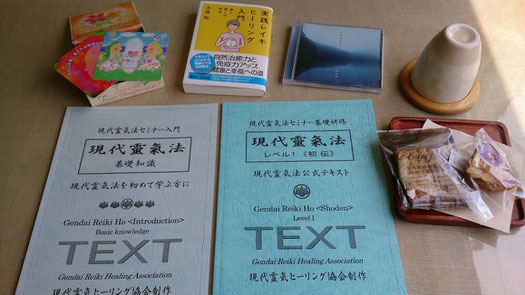 実践レイキ
ヒーリング
入門
自然治癒力と
免疫力アップ
健康と幸福への道
現代霊気法セミナー入門
現代靈氣法
基礎知識
現代霊気法を初めて学ぶ方に
Gendai Reiki Ho <Introduction>
Basic knowledge
TEXT
Gendai Reiki Healing Association
現代霊気ヒーリング協会制作
現代霊気法セミナー基礎研修
現代靈氣法
レベル1《初伝》
現代霊気法公式テキスト
Gendai Reiki Ho <Shoden>
Level 1
TEXT
Gendai Reiki Healing Association
現代霊気ヒーリング協会制作